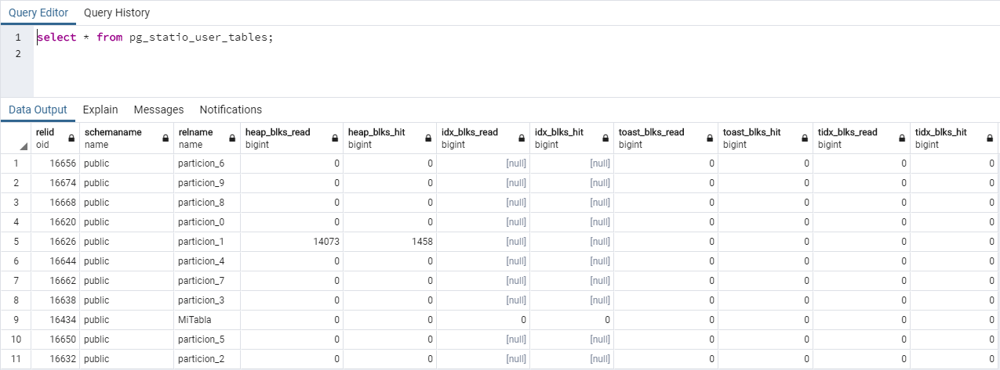 Query Editor Query History
1 select * from pg_statio_user_tables;
2
Data Output Explain Messages Notifications
relid schemaname relname heap_blks_read heap_blks_hit idx_blks_read idx_blks_hit toast_blks_read toast_blks_hit tidx_blks_read tidx_blks_hit
oid name name bigint bigint bigint bigint bigint bigint bigint bigint
1 16656 public particion_6 0 0 [null] [null] 0 0 0 0
2 16674 public particion_9 0 0 [null] [null] 0 0 0 0
3 16668 public particion_8 0 0 [null] [null] 0 0 0 0
4 16620 public particion_0 0 0 [null] [null] 0 0 0 0
5 16626 public particion_1 14073 1458 [null] [null] 0 0 0 0
6 16644 public particion_4 0 0 [null] [null] 0 0 0 0
7 16662 public particion_7 0 0 [null] [null] 0 0 0 0
8 16638 public particion_3 0 0 [null] [null] 0 0 0 0
9 16434 public MiTabla 0 0 0 0 0 0 0 0
10 16650 public particion_5 0 0 [null] [null] 0 0 0 0
11 16632 public particion_2 0 0 [null] [null] 0 0 0 0